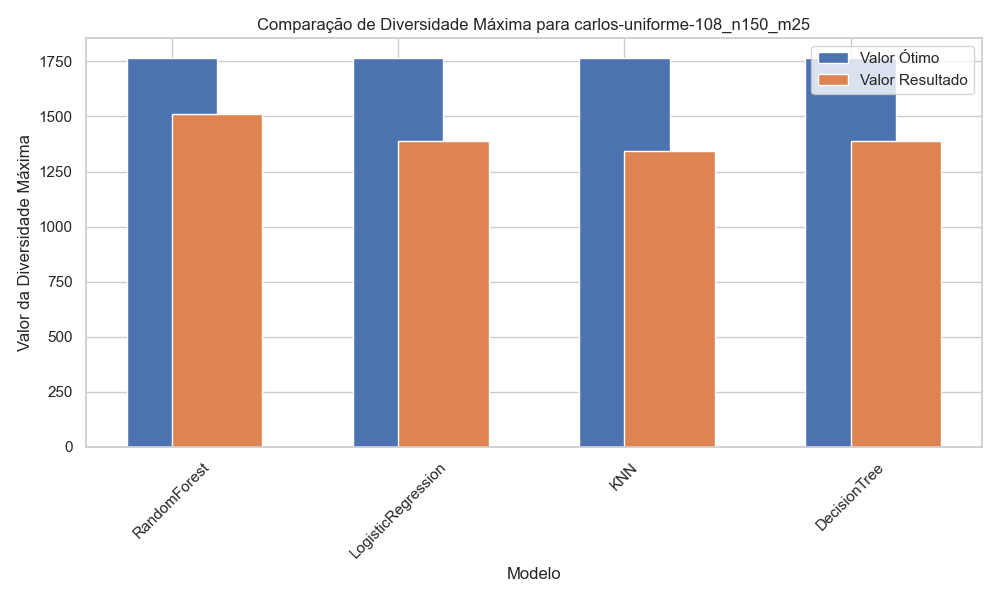 Comparação de Diversidade Máxima para carlos-uniforme-108_n150_m25
Valor Ótimo
Valor Resultado
Valor da Diversidade Máxima
1750
1500
1250
1000
750
500
250
0
RandomForest
LogisticRegression
KNN
DecisionTree
Modelo